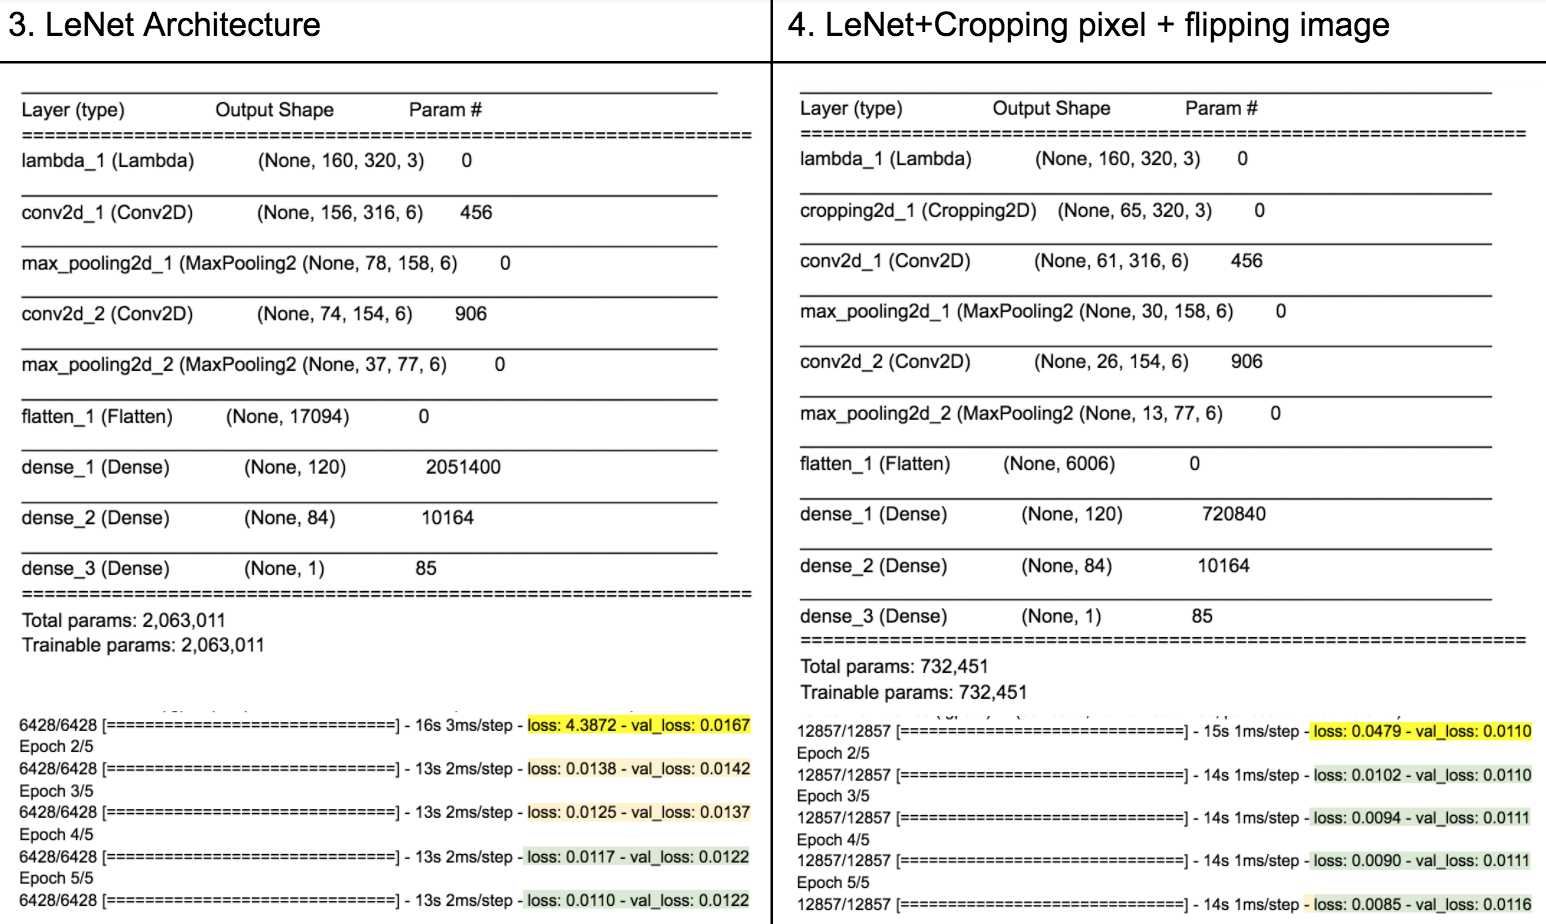 3. LeNet Architecture
Layer (type) Output Shape Param #
=================================================================
lambda_1 (Lambda) (None, 160, 320, 3) 0
conv2d_1 (Conv2D) (None, 156, 316, 6) 456
max_pooling2d_1 (MaxPooling2 (None, 78, 158, 6) 0
conv2d_2 (Conv2D) (None, 74, 154, 6) 906
max_pooling2d_2 (MaxPooling2 (None, 37, 77, 6) 0
flatten_1 (Flatten) (None, 17094) 0
dense_1 (Dense) (None, 120) 2051400
dense_2 (Dense) (None, 84) 10164
dense_3 (Dense) (None, 1) 85
=================================================================
Total params: 2,063,011
Trainable params: 2,063,011
6428/6428 [==============================] - 16s 3ms/step - loss: 4.3872 - val_loss: 0.0167
Epoch 2/5
6428/6428 [==============================] - 13s 2ms/step - loss: 0.0138 - val_loss: 0.0142
Epoch 3/5
6428/6428 [==============================] - 13s 2ms/step - loss: 0.0125 - val_loss: 0.0137
Epoch 4/5
6428/6428 [==============================] - 13s 2ms/step - loss: 0.0117 - val_loss: 0.0122
Epoch 5/5
6428/6428 [==============================] - 13s 2ms/step - loss: 0.0110 - val_loss: 0.0122
4. LeNet+Cropping pixel + flipping image
Layer (type) Output Shape Param #
=================================================================
lambda_1 (Lambda) (None, 160, 320, 3) 0
cropping2d_1 (Cropping2D) (None, 65, 320, 3) 0
conv2d_1 (Conv2D) (None, 61, 316, 6) 456
max_pooling2d_1 (MaxPooling2 (None, 30, 158, 6) 0
conv2d_2 (Conv2D) (None, 26, 154, 6) 906
max_pooling2d_2 (MaxPooling2 (None, 13, 77, 6) 0
flatten_1 (Flatten) (None, 6006) 0
dense_1 (Dense) (None, 120) 720840
dense_2 (Dense) (None, 84) 10164
dense_3 (Dense) (None, 1) 85
=================================================================
Total params: 732,451
Trainable params: 732,451
12857/12857 [==============================] - 15s 1ms/step - loss: 0.0479 - val_loss: 0.0110
Epoch 2/5
12857/12857 [==============================] - 14s 1ms/step - loss: 0.0102 - val_loss: 0.0110
Epoch 3/5
12857/12857 [==============================] - 14s 1ms/step - loss: 0.0094 - val_loss: 0.0111
Epoch 4/5
12857/12857 [==============================] - 14s 1ms/step - loss: 0.0090 - val_loss: 0.0111
Epoch 5/5
12857/12857 [==============================] - 14s 1ms/step - loss: 0.0085 - val_loss: 0.0116